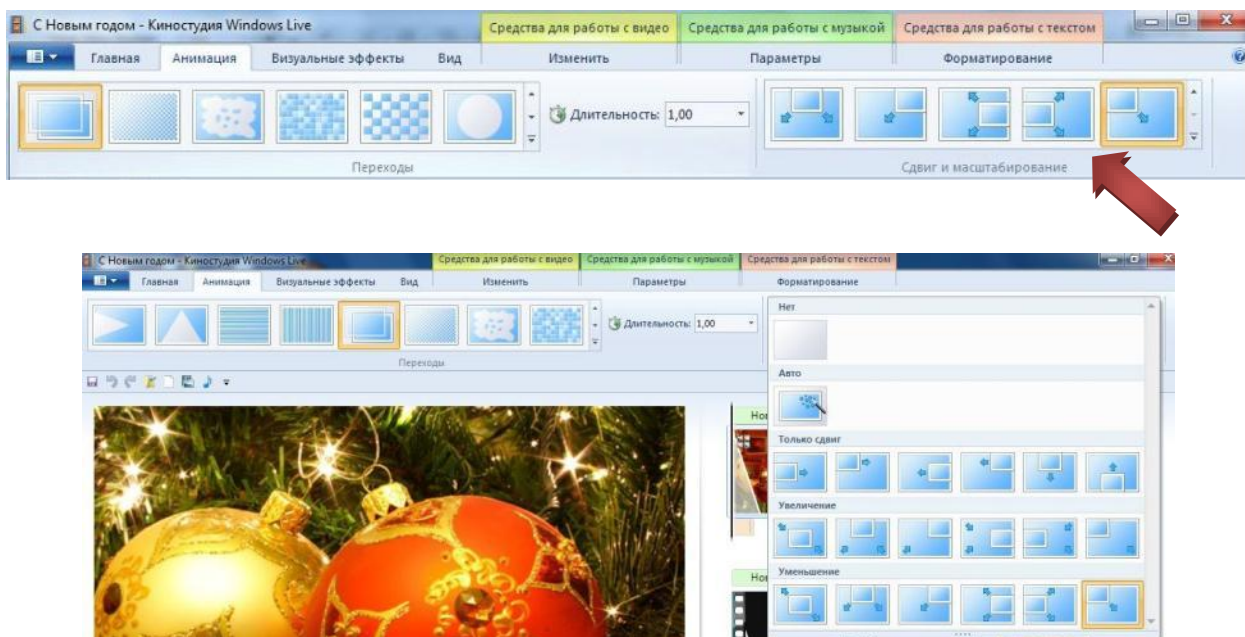 С Новым годом - Киностудия Windows Live
Средства для работы с видео
Средства для работы с музыкой
Средства для работы с текстом
Главная
Анимация
Визуальные эффекты
Вид
Изменить
Параметры
Форматирование
Длительность: 1,00
Переходы
Сдвиг и масштабирование
С Новым годом - Киностудия Windows Live
Средства для работы с видео
Средства для работы с музыкой
Средства для работы с текстом
Главная
Анимация
Визуальные эффекты
Вид
Изменить
Параметры
Форматирование
Длительность: 1,00
Переходы
Нет
Авто
Только сдвиг
Увеличение
Уменьшение